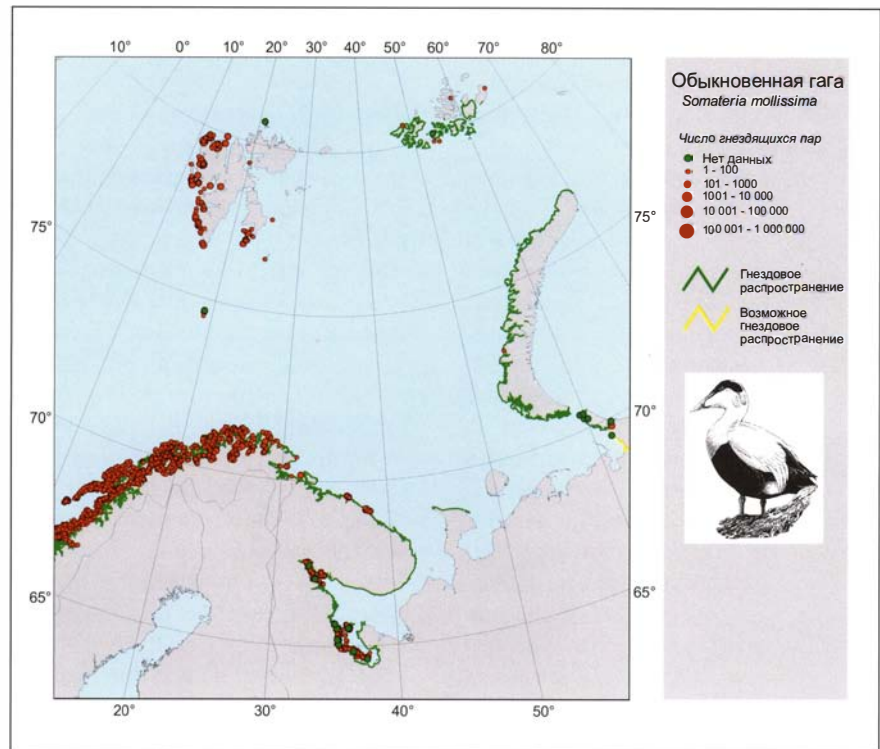 10° 0° 10° 20° 30° 40° 50° 60° 70° 80°
75°
70°
65°
75°
70°
65°
20° 30° 40° 50°
Обыкновенная гага
Somateria mollissima
Число гнездящихся пар
Нет данных
1 - 100
101 - 1000
1001 - 10 000
10 001 - 100 000
100 001 - 1 000 000
Гнездовое
распространение
Возможное
гнездовое
распространение